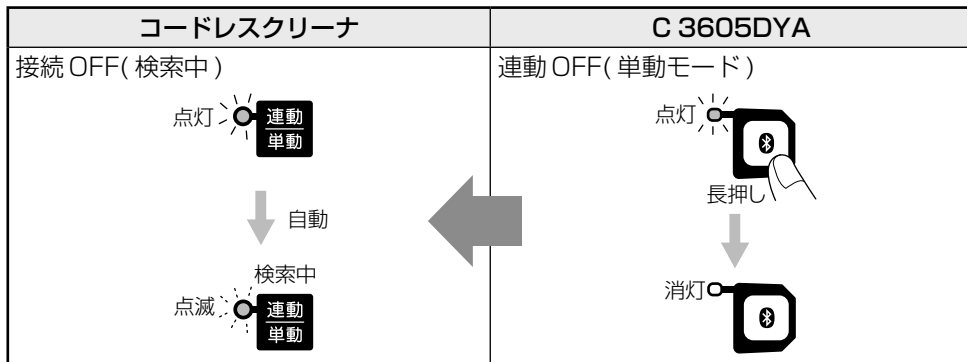 コードレスクリーナ
C 3605DYA
接続 OFF( 検索中 )
点灯
連動
単動
自動
検索中
点滅
連動
単動
連動 OFF( 単動モード )
点灯
長押し
消灯